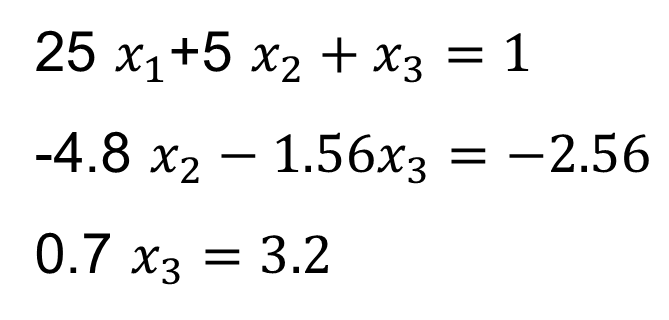 25 x₁+5 x₂ + x₃ = 1
-4.8 x₂ − 1.56x₃ = −2.56
0.7 x₃ = 3.2